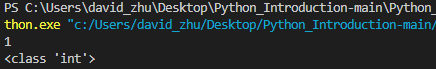 PS C:\Users\david_zhu\Desktop\Python_Introduction-main\Python_
thon.exe "c:/Users/david_zhu/Desktop/Python_Introduction-main/
1
<class 'int'>